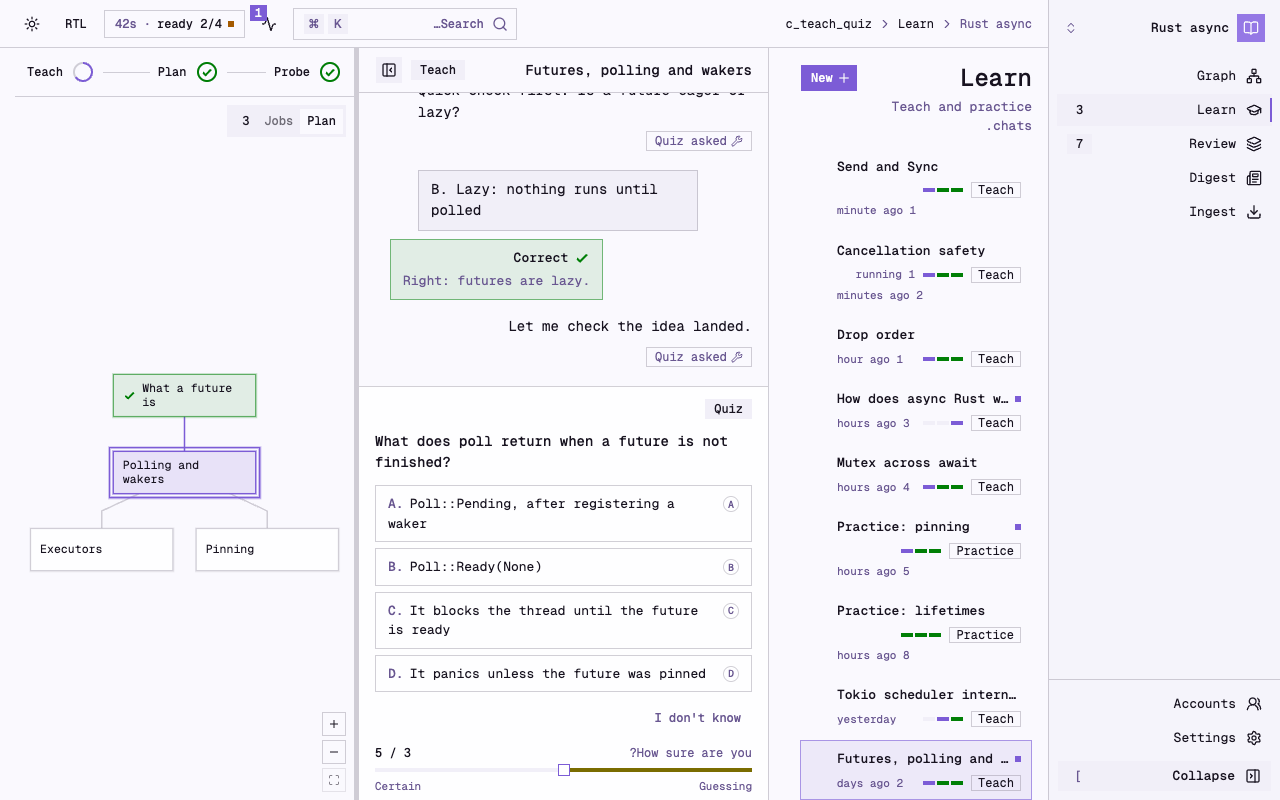 RTL
42s · ready 2/4
1
⌘ K
…Search
c_teach_quiz
Learn
Rust async
Rust async
Graph
Learn
3
Review
7
Digest
Ingest
Accounts
Settings
Collapse
[
Learn
New
Teach and practice
.chats
Send and Sync
Teach
minute ago 1
Cancellation safety
Teach
running 1
minutes ago 2
Drop order
Teach
hour ago 1
How does async Rust w…
Teach
hours ago 3
Mutex across await
Teach
hours ago 4
Practice: pinning
Practice
hours ago 5
Practice: lifetimes
Practice
hours ago 8
Tokio scheduler intern…
Teach
yesterday
Futures, polling and …
Teach
days ago 2
Futures, polling and wakers
Teach
Quick check first: is a future eager or
lazy?
Quiz asked
B. Lazy: nothing runs until
polled
Correct
Right: futures are lazy.
Let me check the idea landed.
Quiz asked
Quiz
What does poll return when a future is not
finished?
A. Poll::Pending, after registering a
waker
A
B. Poll::Ready(None)
B
C. It blocks the thread until the future
is ready
C
D. It panics unless the future was pinned
D
I don't know
?How sure are you
5 / 3
Certain
Guessing
Teach
Plan
Probe
3 Jobs
Plan
What a future
is
Polling and
wakers
Executors
Pinning